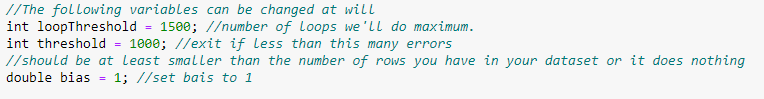 //The following variables can be changed at will
int loopThreshold = 1500; //number of loops we'll do maximum.
int threshold = 1000; //exit if less than this many errors
//should be at least smaller than the number of rows you have in your dataset or it does nothing
double bias = 1; //set bais to 1